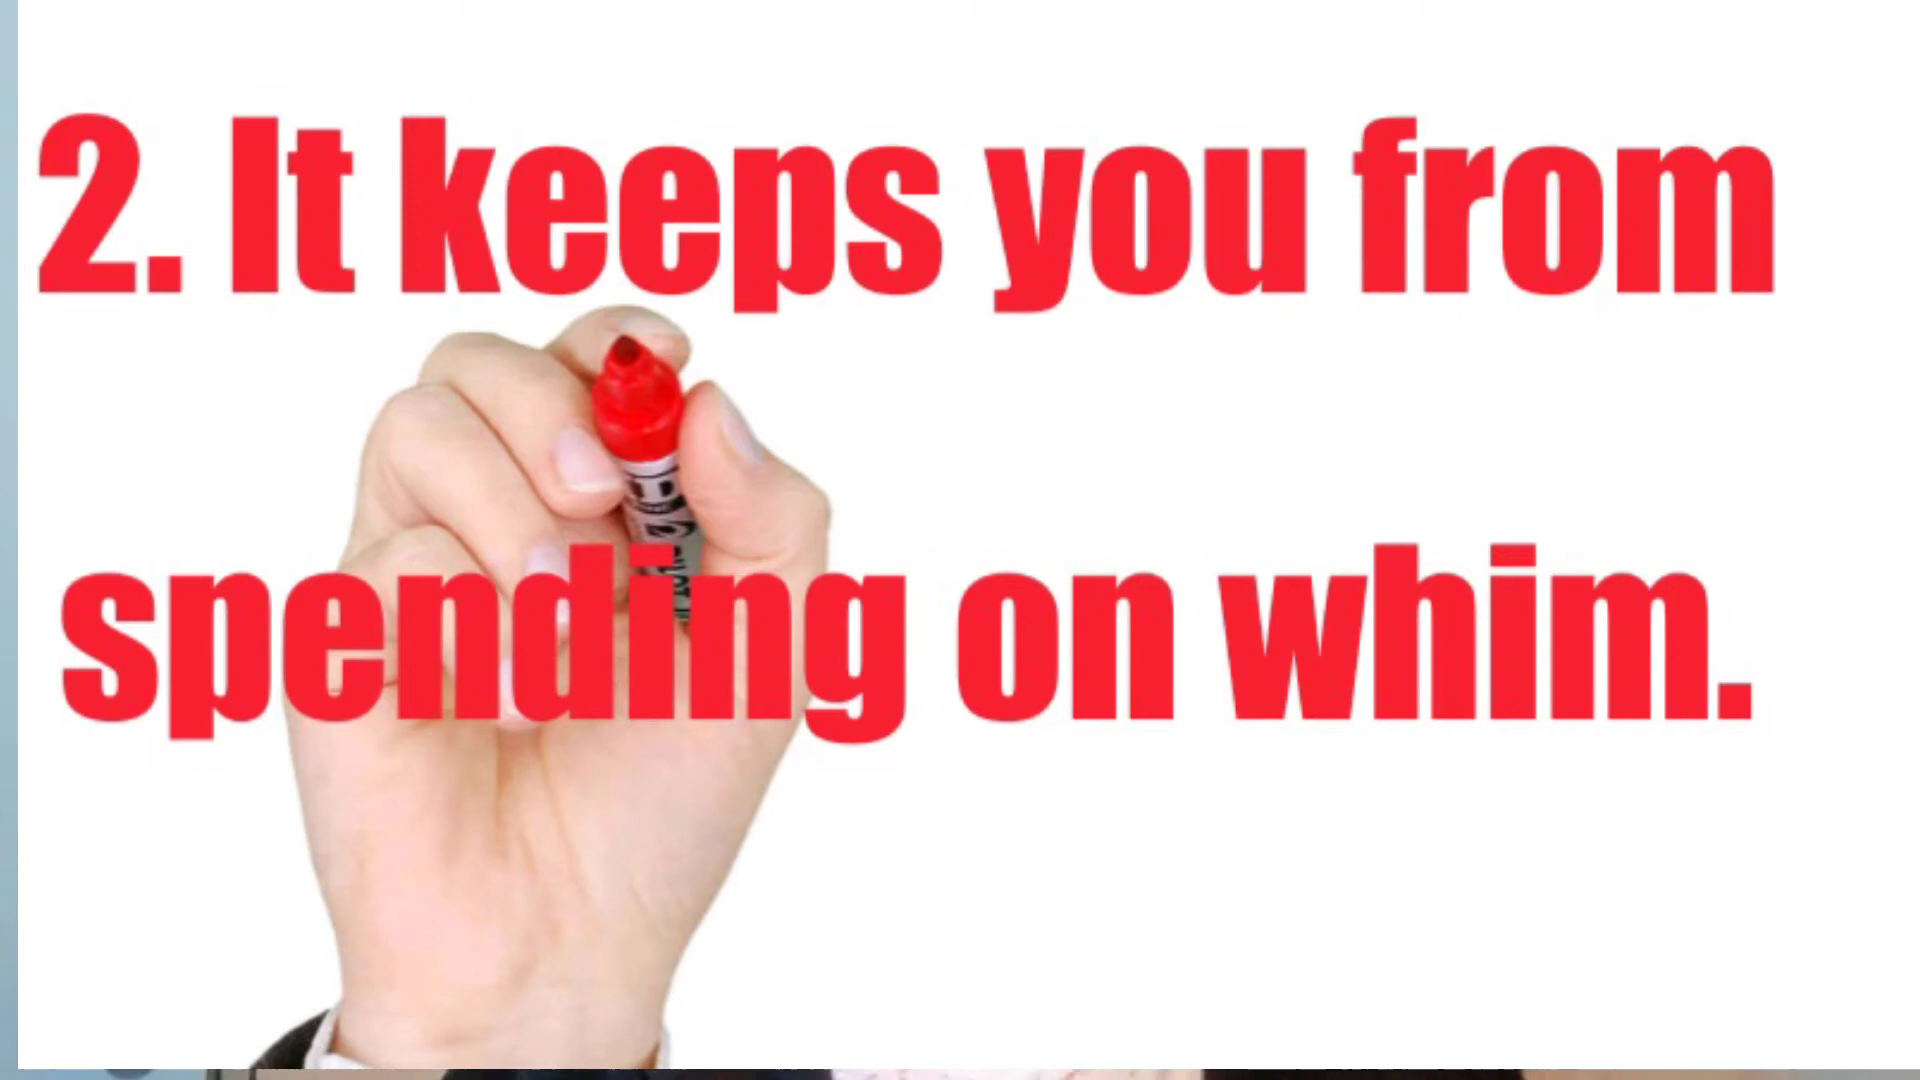 2. It keeps you from
spending on whim.